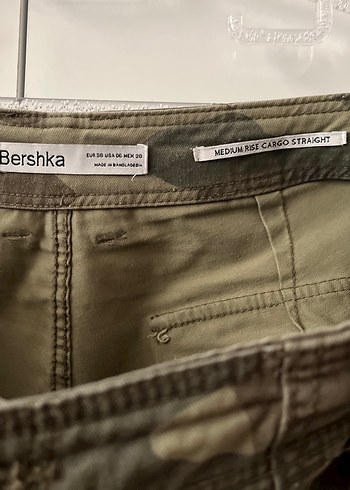 Bershka
EUR 38 USA 06 MEX 28
MADE IN BANGLADESH
MEDIUM RISE CARGO STRAIGHT